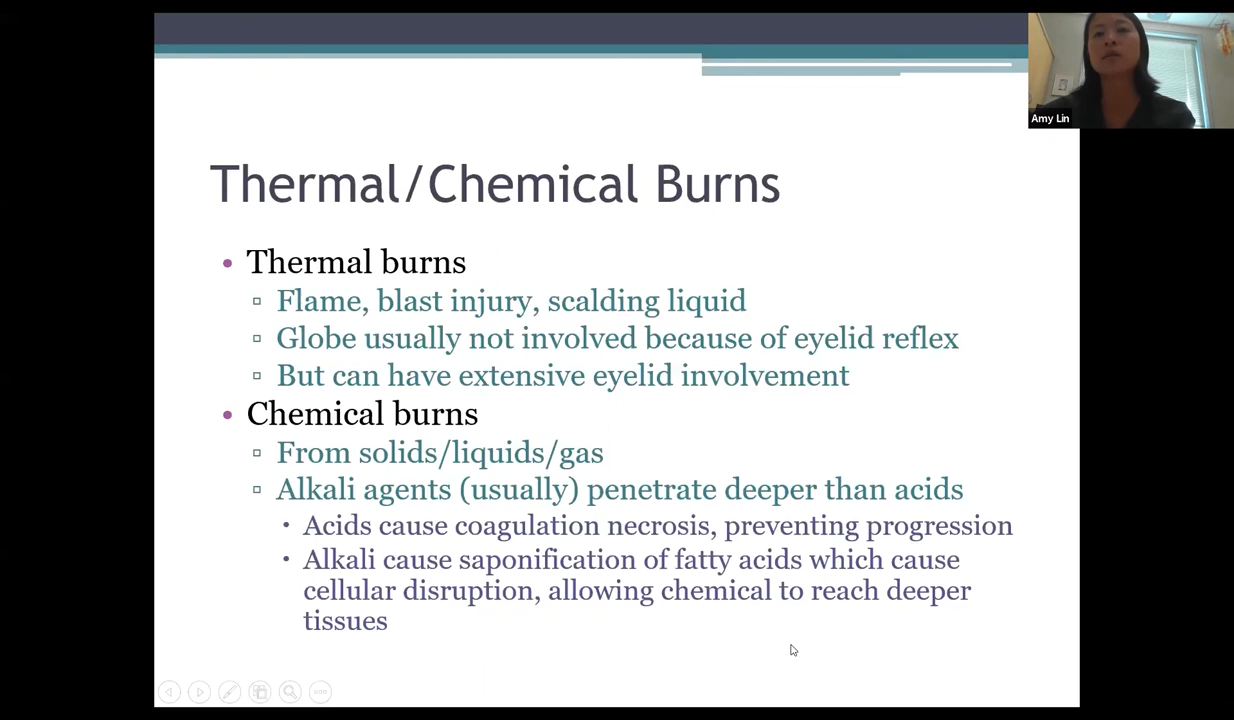 Amy Lin
Thermal/Chemical Burns
• Thermal burns
▫ Flame, blast injury, scalding liquid
▫ Globe usually not involved because of eyelid reflex
▫ But can have extensive eyelid involvement
• Chemical burns
▫ From solids/liquids/gas
▫ Alkali agents (usually) penetrate deeper than acids
• Acids cause coagulation necrosis, preventing progression
• Alkali cause saponification of fatty acids which cause
cellular disruption, allowing chemical to reach deeper
tissues